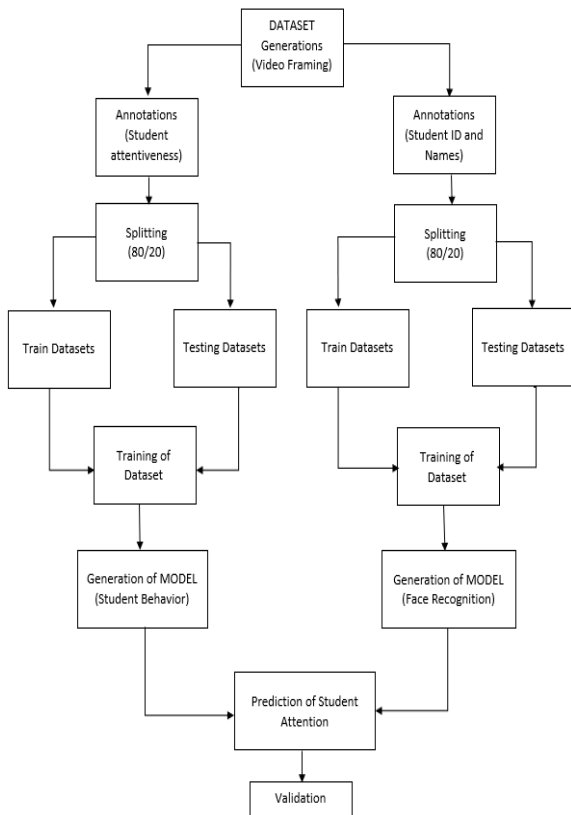 DATASET
Generations
(Video Framing)
Annotations
(Student
attentiveness)
Annotations
(Student ID and
Names)
Splitting
(80/20)
Splitting
(80/20)
Train Datasets
Testing Datasets
Train Datasets
Testing Datasets
Training of
Dataset
Training of
Dataset
Generation of MODEL
(Student Behavior)
Generation of MODEL
(Face Recognition)
Prediction of Student
Attention
Validation